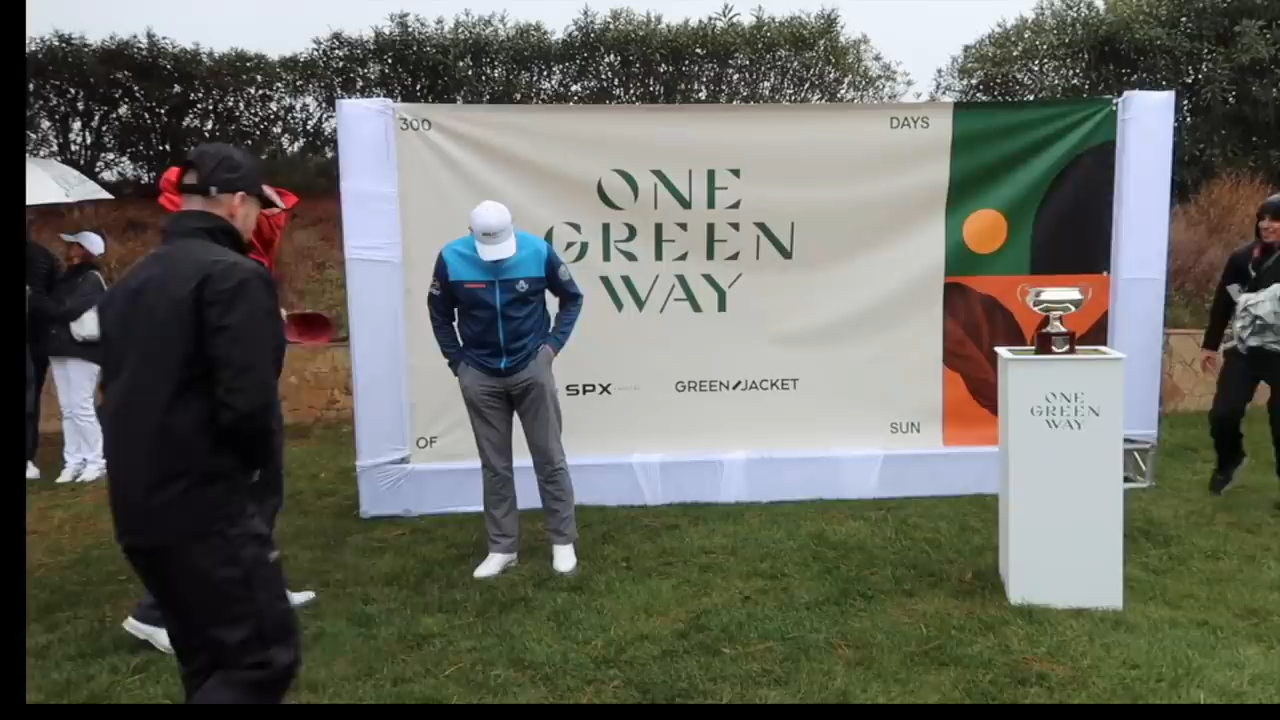 300 DAYS
ONE
GREEN
WAY
SPX
GREEN/JACKET
OF SUN
ONE
GREEN
WAY